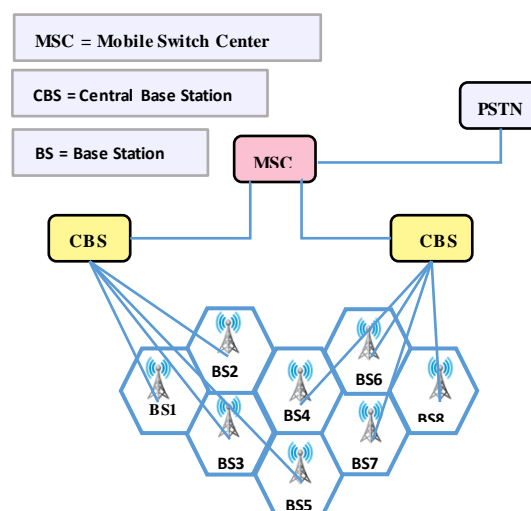 MSC = Mobile Switch Center
CBS = Central Base Station
PSTN
BS = Base Station
MSC
CBS
CBS
BS2
BS6
BS1
BS4
BS8
BS3
BS7
BS5